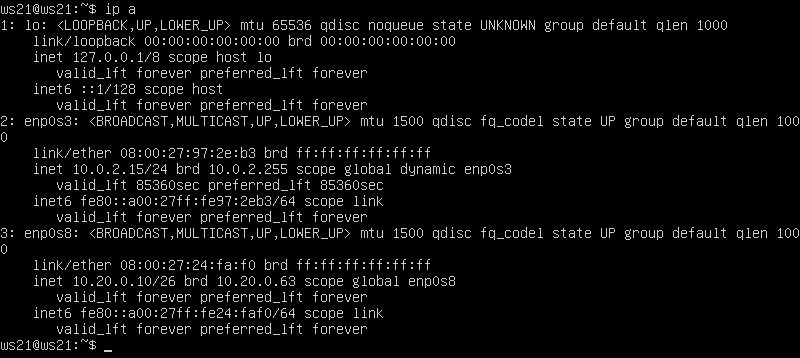 ws21@ws21:~$ ip a
1: lo: <LOOPBACK,UP,LOWER_UP> mtu 65536 qdisc noqueue state UNKNOWN group default qlen 1000
    link/loopback 00:00:00:00:00:00 brd 00:00:00:00:00:00
    inet 127.0.0.1/8 scope host lo
       valid_lft forever preferred_lft forever
    inet6 ::1/128 scope host
       valid_lft forever preferred_lft forever
2: enp0s3: <BROADCAST,MULTICAST,UP,LOWER_UP> mtu 1500 qdisc fq_codel state UP group default qlen 100
0
    link/ether 08:00:27:97:2e:b3 brd ff:ff:ff:ff:ff:ff
    inet 10.0.2.15/24 brd 10.0.2.255 scope global dynamic enp0s3
       valid_lft 85360sec preferred_lft 85360sec
    inet6 fe80::a00:27ff:fe97:2eb3/64 scope link
       valid_lft forever preferred_lft forever
3: enp0s8: <BROADCAST,MULTICAST,UP,LOWER_UP> mtu 1500 qdisc fq_codel state UP group default qlen 100
0
    link/ether 08:00:27:24:fa:f0 brd ff:ff:ff:ff:ff:ff
    inet 10.20.0.10/26 brd 10.20.0.63 scope global enp0s8
       valid_lft forever preferred_lft forever
    inet6 fe80::a00:27ff:fe24:faf0/64 scope link
       valid_lft forever preferred_lft forever
ws21@ws21:~$ _